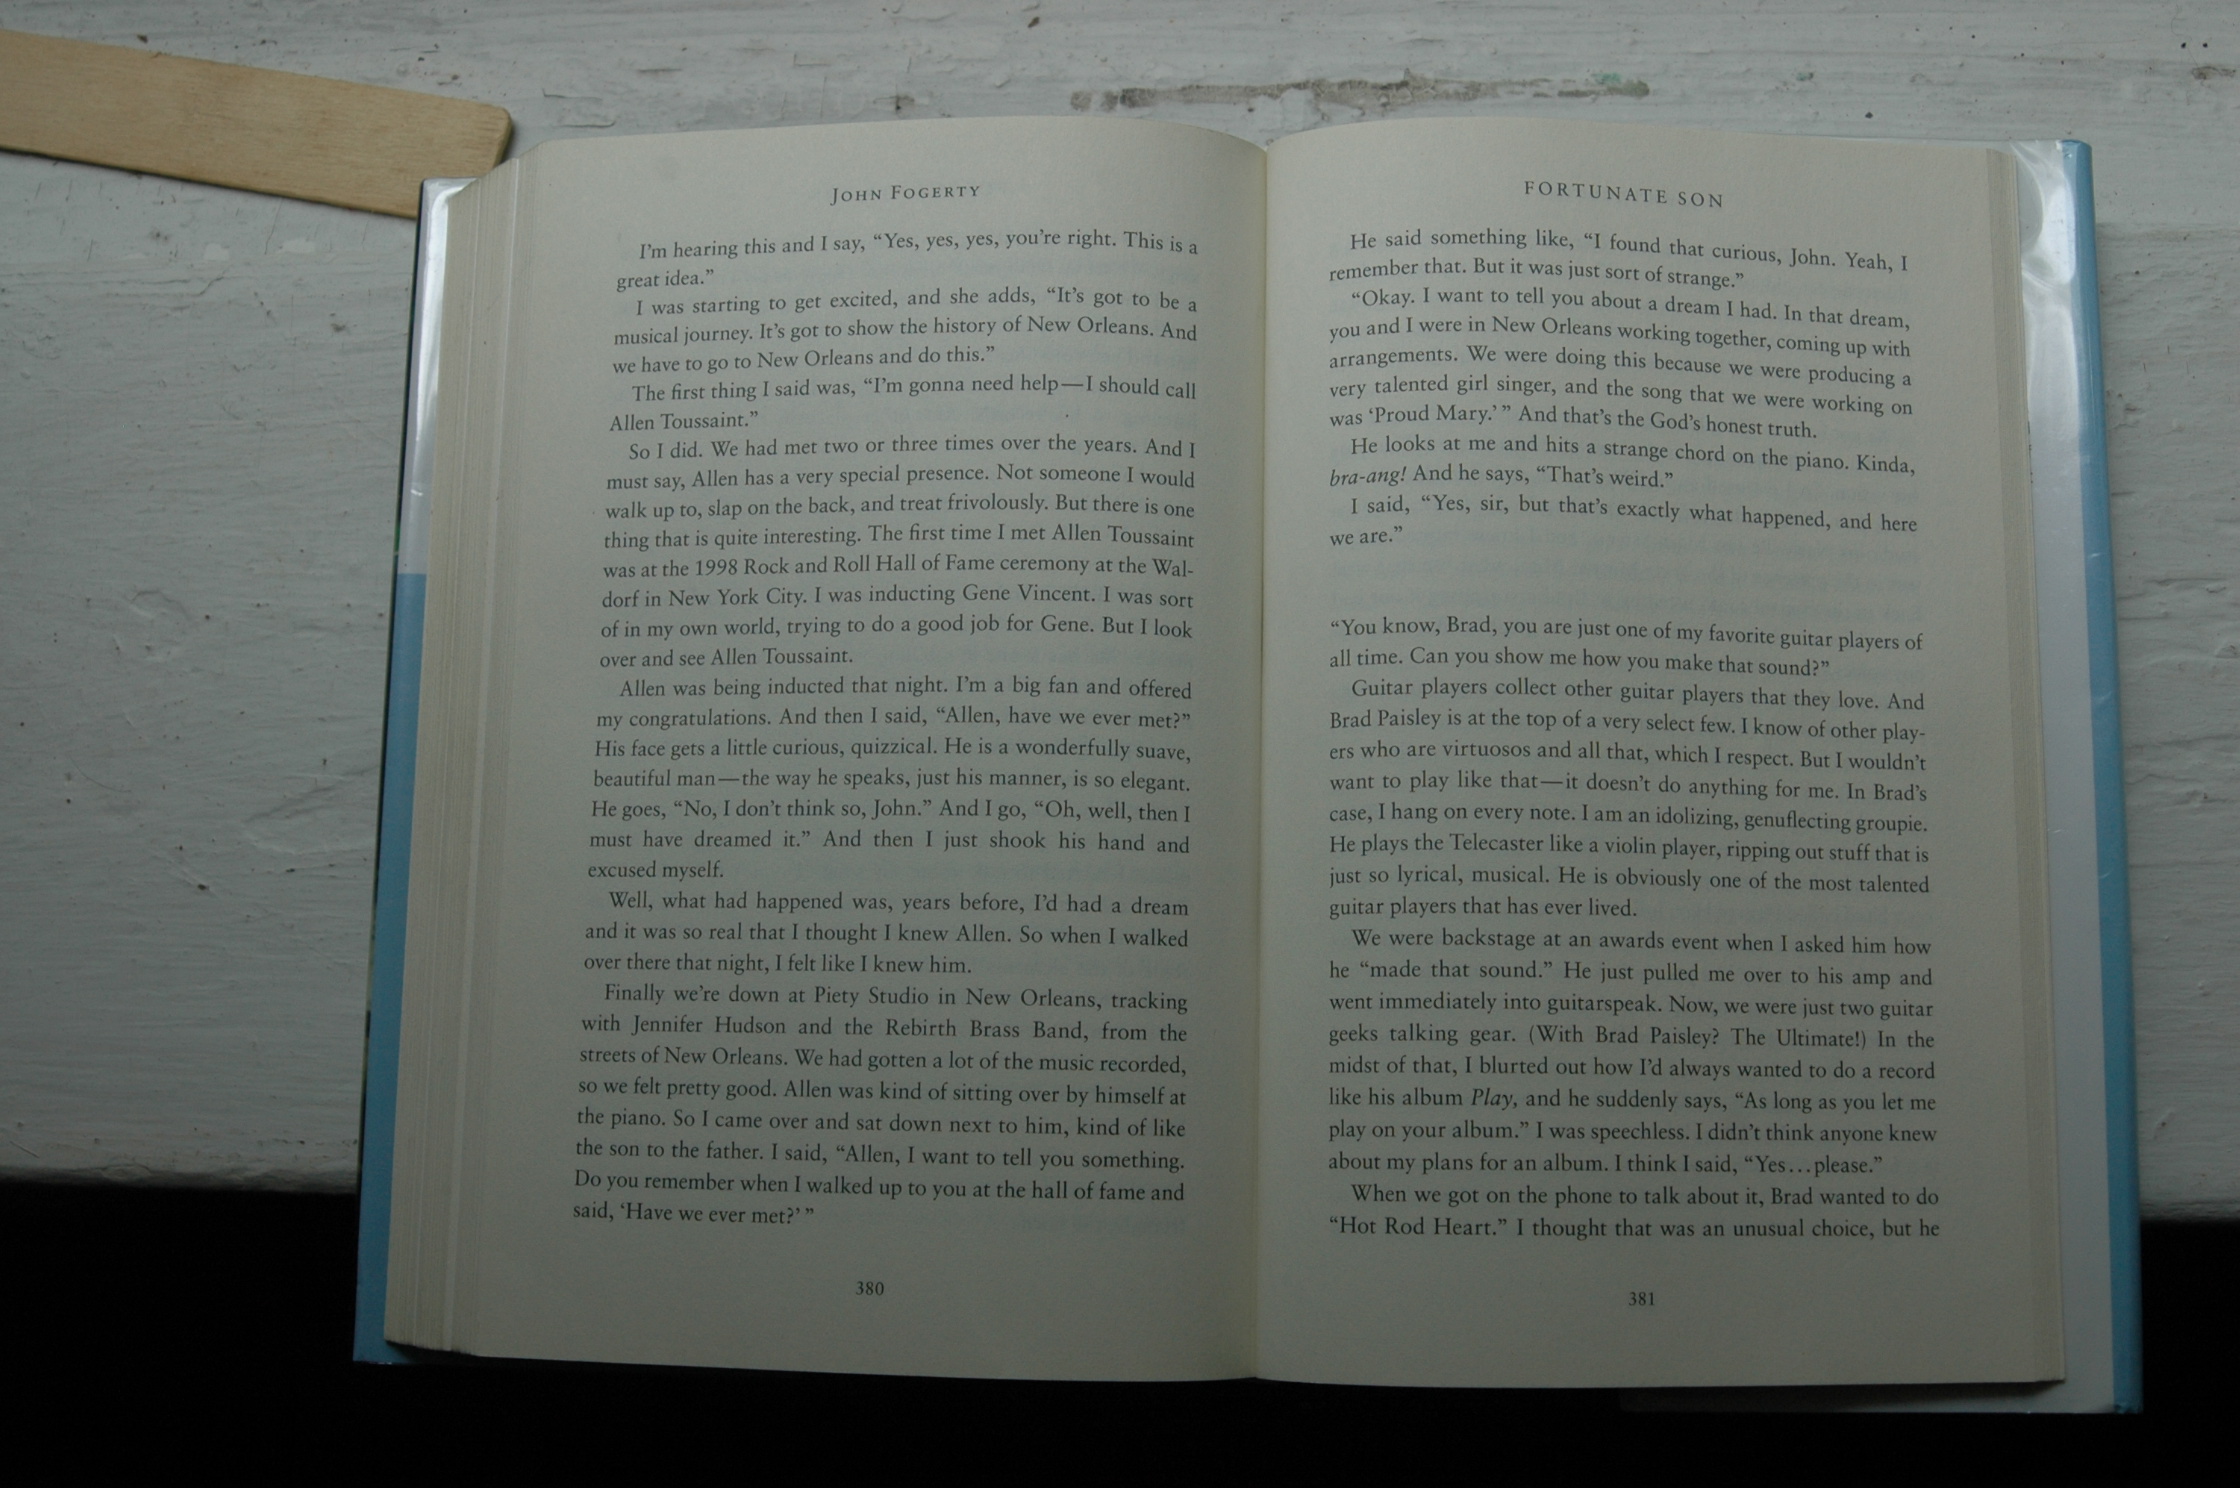 JOHN FOGERTY
I'm hearing this and I say, “Yes, yes, yes, you're right. This is a
great idea.”
I was starting to get excited, and she adds, “It's got to be a
musical journey. It's got to show the history of New Orleans. And
we have to go to New Orleans and do this.”
The first thing I said was, “I'm gonna need help—I should call
Allen Toussaint.”
So I did. We had met two or three times over the years. And I
must say, Allen has a very special presence. Not someone I would
walk up to, slap on the back, and treat frivolously. But there is one
thing that is quite interesting. The first time I met Allen Toussaint
was at the 1998 Rock and Roll Hall of Fame ceremony at the Wal-
dorf in New York City. I was inducting Gene Vincent. I was sort
of in my own world, trying to do a good job for Gene. But I look
over and see Allen Toussaint.
Allen was being inducted that night. I'm a big fan and offered
my congratulations. And then I said, “Allen, have we ever met?”
His face gets a little curious, quizzical. He is a wonderfully suave,
beautiful man—the way he speaks, just his manner, is so elegant.
He goes, “No, I don't think so, John.” And I go, “Oh, well, then I
must have dreamed it.” And then I just shook his hand and
excused myself.
Well, what had happened was, years before, I'd had a dream
and it was so real that I thought I knew Allen. So when I walked
over there that night, I felt like I knew him.
Finally we're down at Piety Studio in New Orleans, tracking
with Jennifer Hudson and the Rebirth Brass Band, from the
streets of New Orleans. We had gotten a lot of the music recorded,
so we felt pretty good. Allen was kind of sitting over by himself at
the piano. So I came over and sat down next to him, kind of like
the son to the father. I said, “Allen, I want to tell you something.
Do you remember when I walked up to you at the hall of fame and
said, ‘Have we ever met?’ ”
380
FORTUNATE SON
He said something like, “I found that curious, John. Yeah, I
remember that. But it was just sort of strange.”
“Okay. I want to tell you about a dream I had. In that dream,
you and I were in New Orleans working together, coming up with
arrangements. We were doing this because we were producing a
very talented girl singer, and the song that we were working on
was ‘Proud Mary.’ ” And that's the God's honest truth.
He looks at me and hits a strange chord on the piano. Kinda,
bra-ang! And he says, “That's weird.”
I said, “Yes, sir, but that's exactly what happened, and here
we are.”
“You know, Brad, you are just one of my favorite guitar players of
all time. Can you show me how you make that sound?”
Guitar players collect other guitar players that they love. And
Brad Paisley is at the top of a very select few. I know of other play-
ers who are virtuosos and all that, which I respect. But I wouldn't
want to play like that—it doesn't do anything for me. In Brad's
case, I hang on every note. I am an idolizing, genuflecting groupie.
He plays the Telecaster like a violin player, ripping out stuff that is
just so lyrical, musical. He is obviously one of the most talented
guitar players that has ever lived.
We were backstage at an awards event when I asked him how
he “made that sound.” He just pulled me over to his amp and
went immediately into guitarspeak. Now, we were just two guitar
geeks talking gear. (With Brad Paisley? The Ultimate!) In the
midst of that, I blurted out how I'd always wanted to do a record
like his album Play, and he suddenly says, “As long as you let me
play on your album.” I was speechless. I didn't think anyone knew
about my plans for an album. I think I said, “Yes...please.”
When we got on the phone to talk about it, Brad wanted to do
“Hot Rod Heart.” I thought that was an unusual choice, but he
381